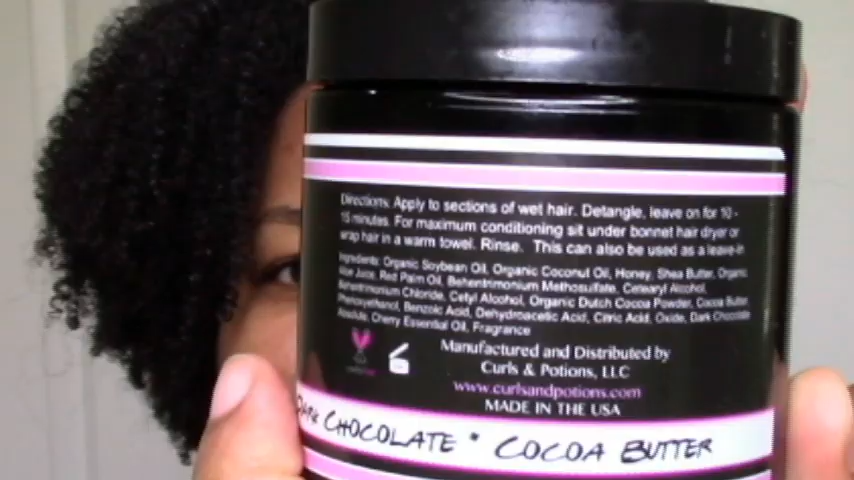 Directions: Apply to sections of wet hair. Detangle, leave on for 10 -
15 minutes. For maximum conditioning sit under bonnet hair dryer or
wrap hair in a warm towel. Rinse. This can also be used as a leave-in
Ingredients: Organic Soybean Oil, Organic Coconut Oil, Honey, Shea Butter, Organic
Aloe Juice, Red Palm Oil, Behentrimonium Methosulfate, Cetearyl Alcohol,
Behentrimonium Chloride, Cetyl Alcohol, Organic Dutch Cocoa Powder, Cocoa Butter,
Phenoxyethanol, Benzoic Acid, Dehydroacetic Acid, Citric Acid, Oxide, Dark Chocolate
Absolute, Cherry Essential Oil, Fragrance
Manufactured and Distributed by
Curls & Potions, LLC
www.curlsandpotions.com
MADE IN THE USA
DARK CHOCOLATE * COCOA BUTTER